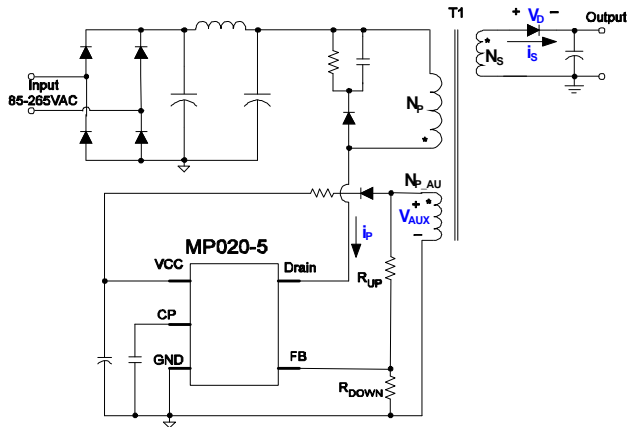 T1
+ V_D −
Output
i_S
* N_S
Input
85-265VAC
N_P
*
N_P_AU
+ *
V_AUX
−
i_P
MP020-5
VCC
Drain
R_UP
CP
GND
FB
R_DOWN